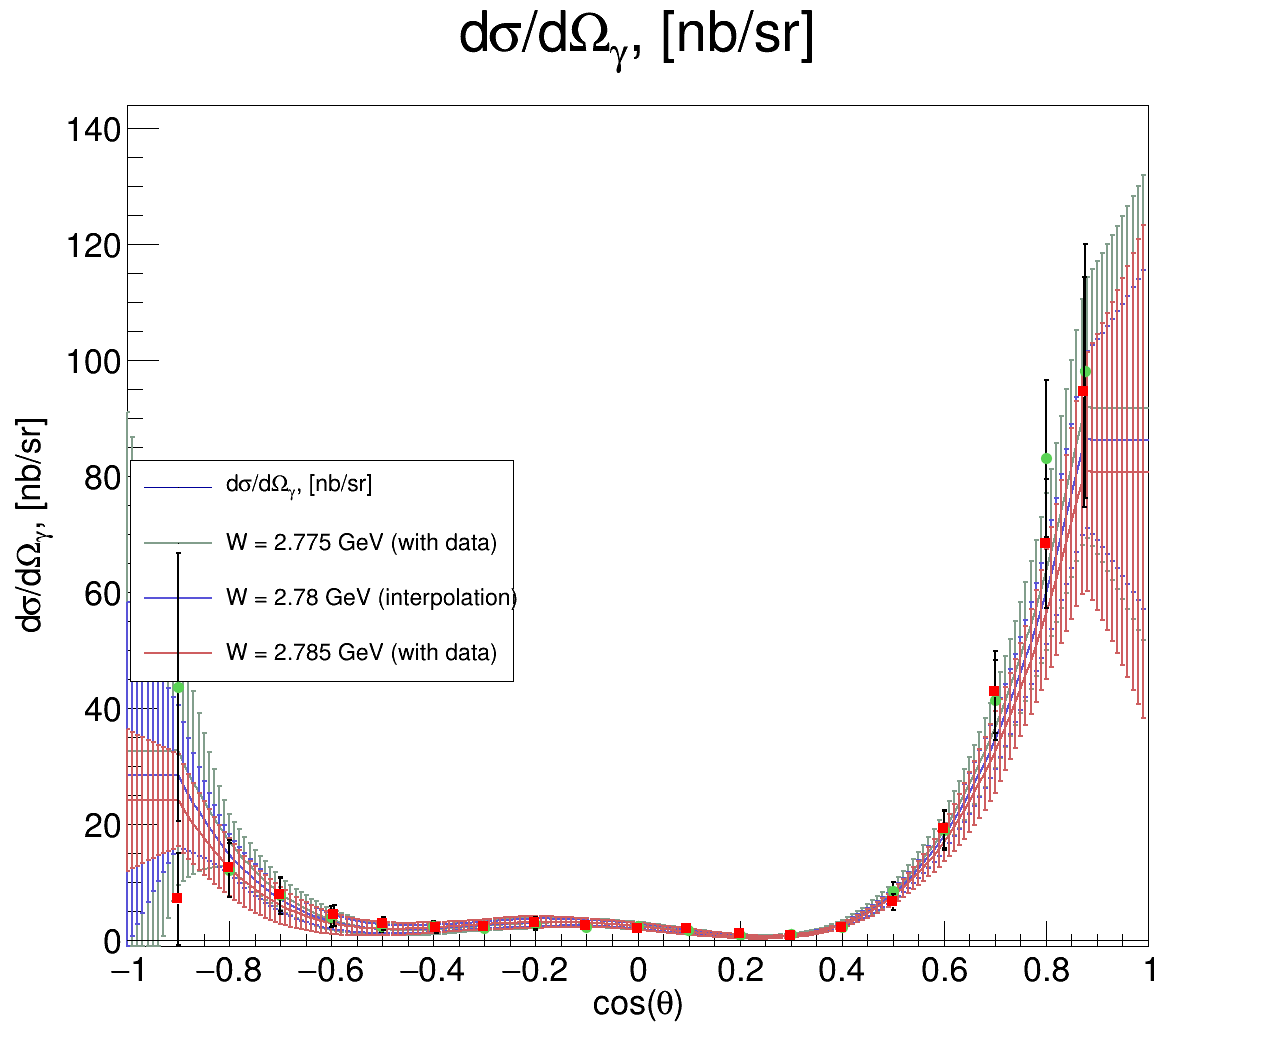 dσ/dΩγ, [nb/sr]
140
120
100
80
60
40
20
0
dσ/dΩγ, [nb/sr]
dσ/dΩγ, [nb/sr]
W = 2.775 GeV (with data)
W = 2.78 GeV (interpolation)
W = 2.785 GeV (with data)
−1 −0.8 −0.6 −0.4 −0.2 0 0.2 0.4 0.6 0.8 1
cos(θ)